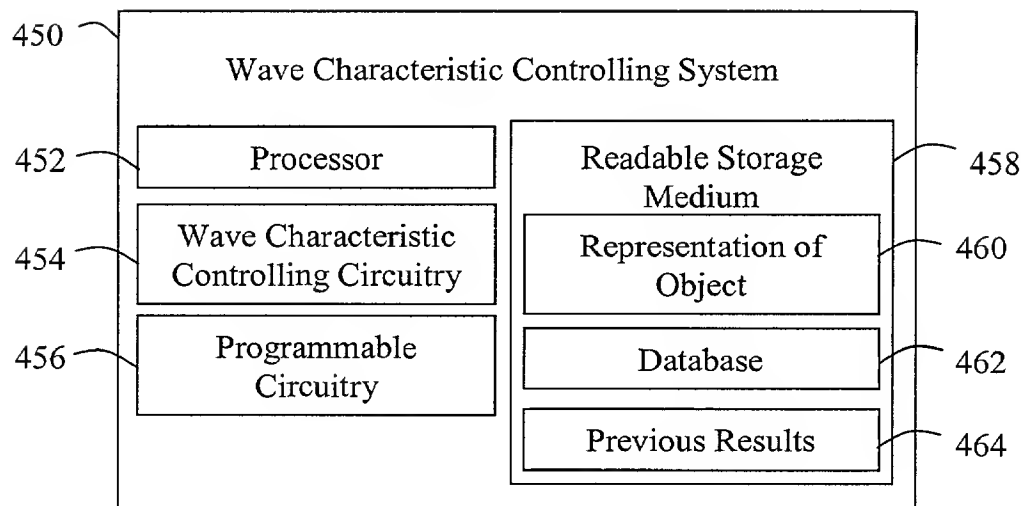 450
Wave Characteristic Controlling System
452
Processor
454
Wave Characteristic
Controlling Circuitry
456
Programmable
Circuitry
Readable Storage
Medium
458
Representation of
Object
460
Database
462
Previous Results
464